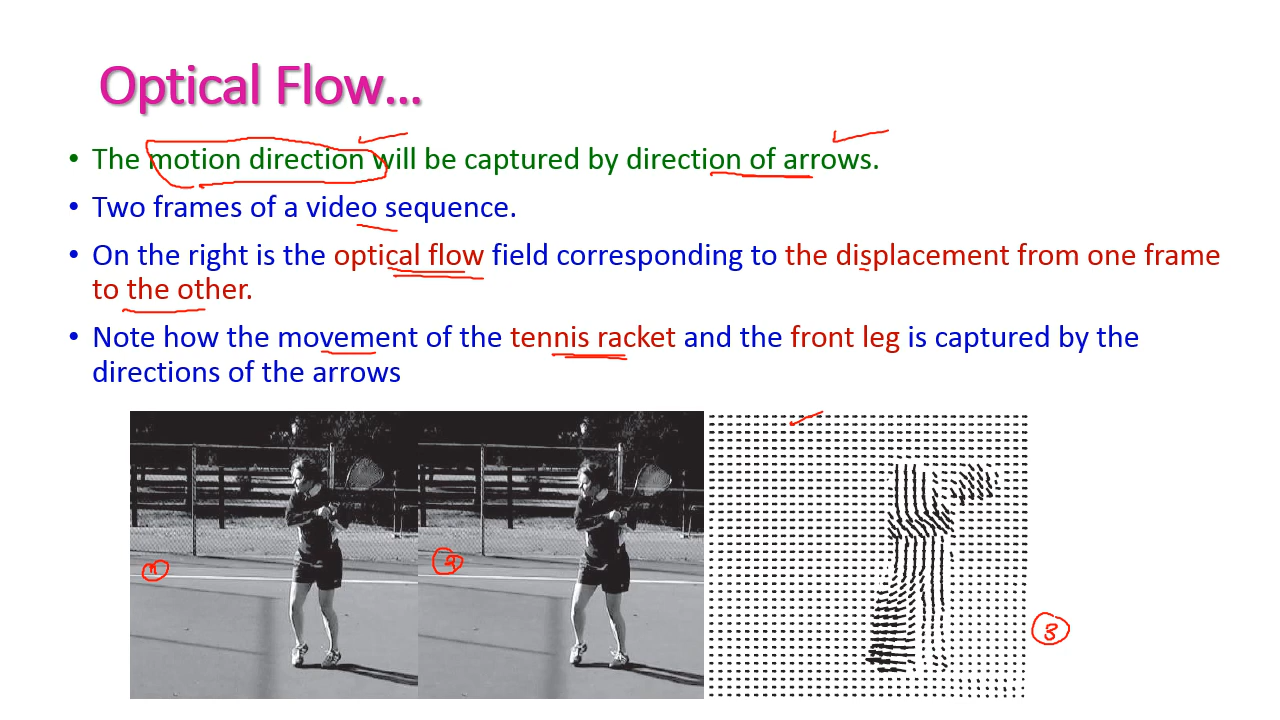 Optical Flow...
• The motion direction will be captured by direction of arrows.
• Two frames of a video sequence.
• On the right is the optical flow field corresponding to the displacement from one frame
to the other.
• Note how the movement of the tennis racket and the front leg is captured by the
directions of the arrows
3